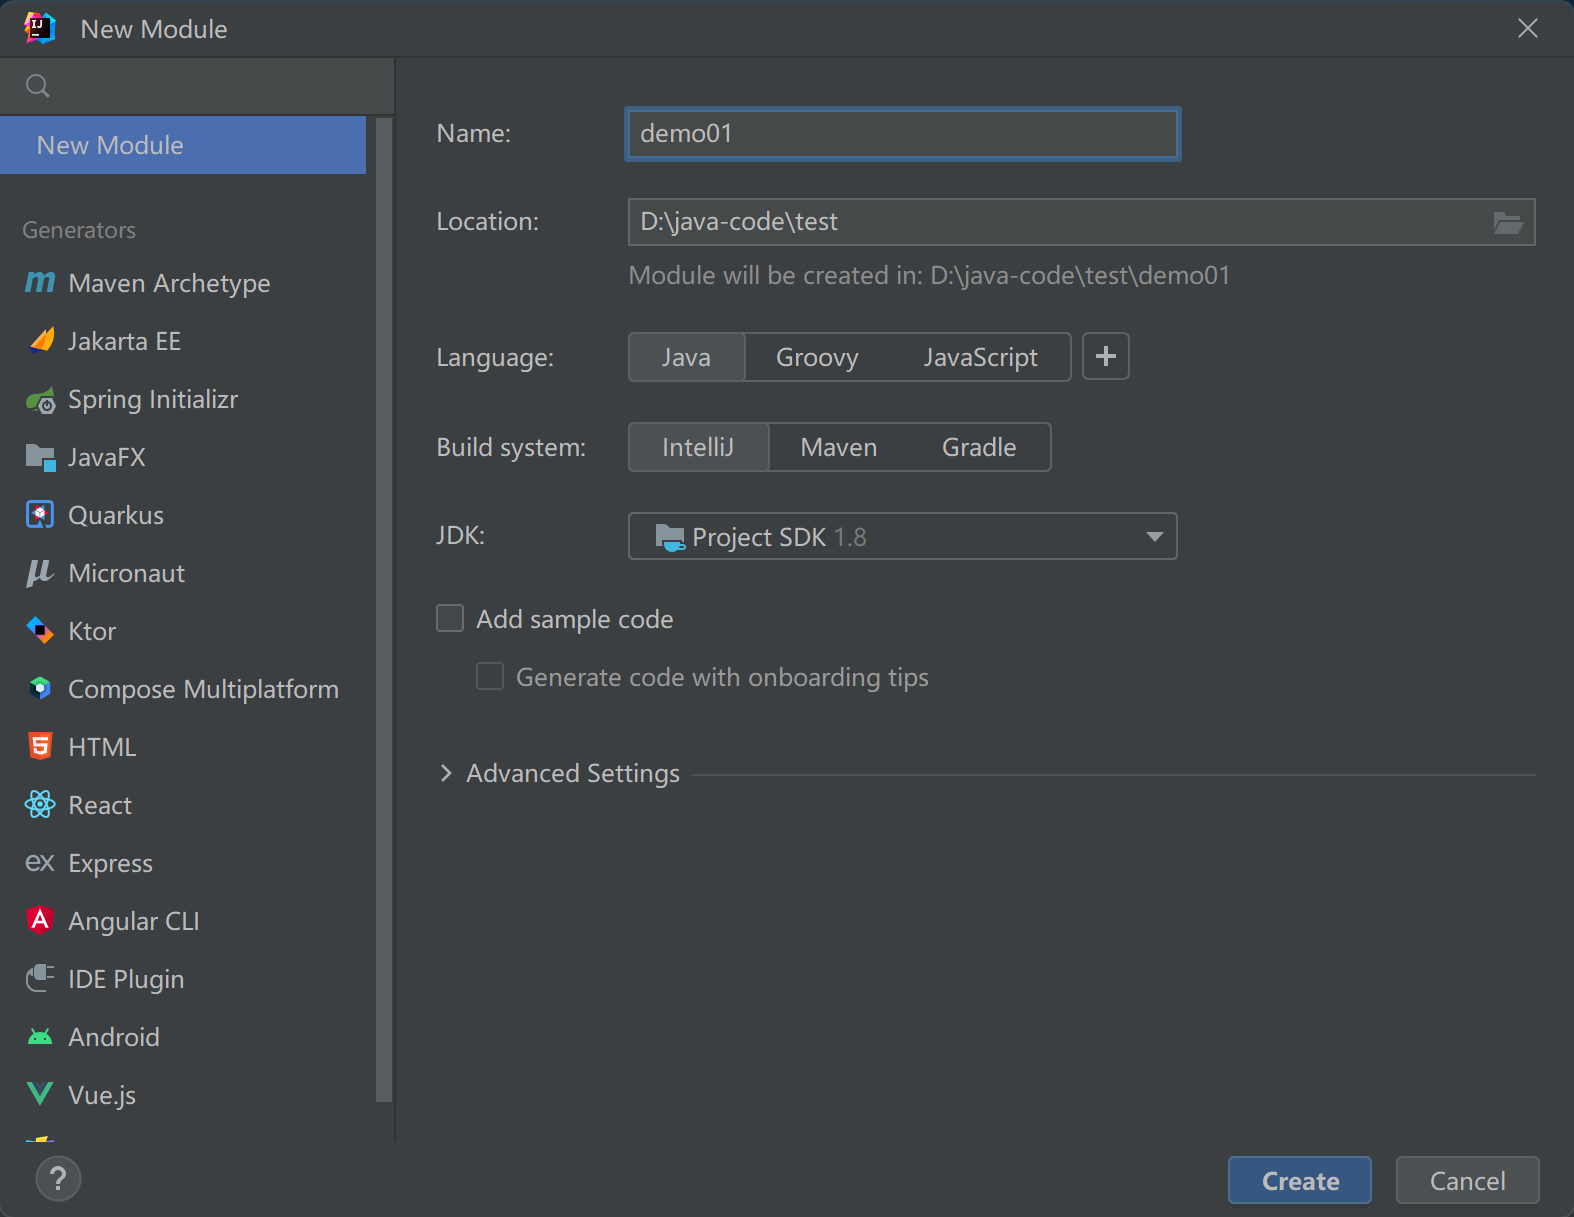 New Module
New Module
Generators
Maven Archetype
Jakarta EE
Spring Initializr
JavaFX
Quarkus
Micronaut
Ktor
Compose Multiplatform
HTML
React
ex Express
Angular CLI
IDE Plugin
Android
Vue.js
?
Name: demo01
Location: D:\java-code\test
Module will be created in: D:\java-code\test\demo01
Language: Java Groovy JavaScript +
Build system: IntelliJ Maven Gradle
JDK: Project SDK 1.8
Add sample code
Generate code with onboarding tips
Advanced Settings
Create Cancel